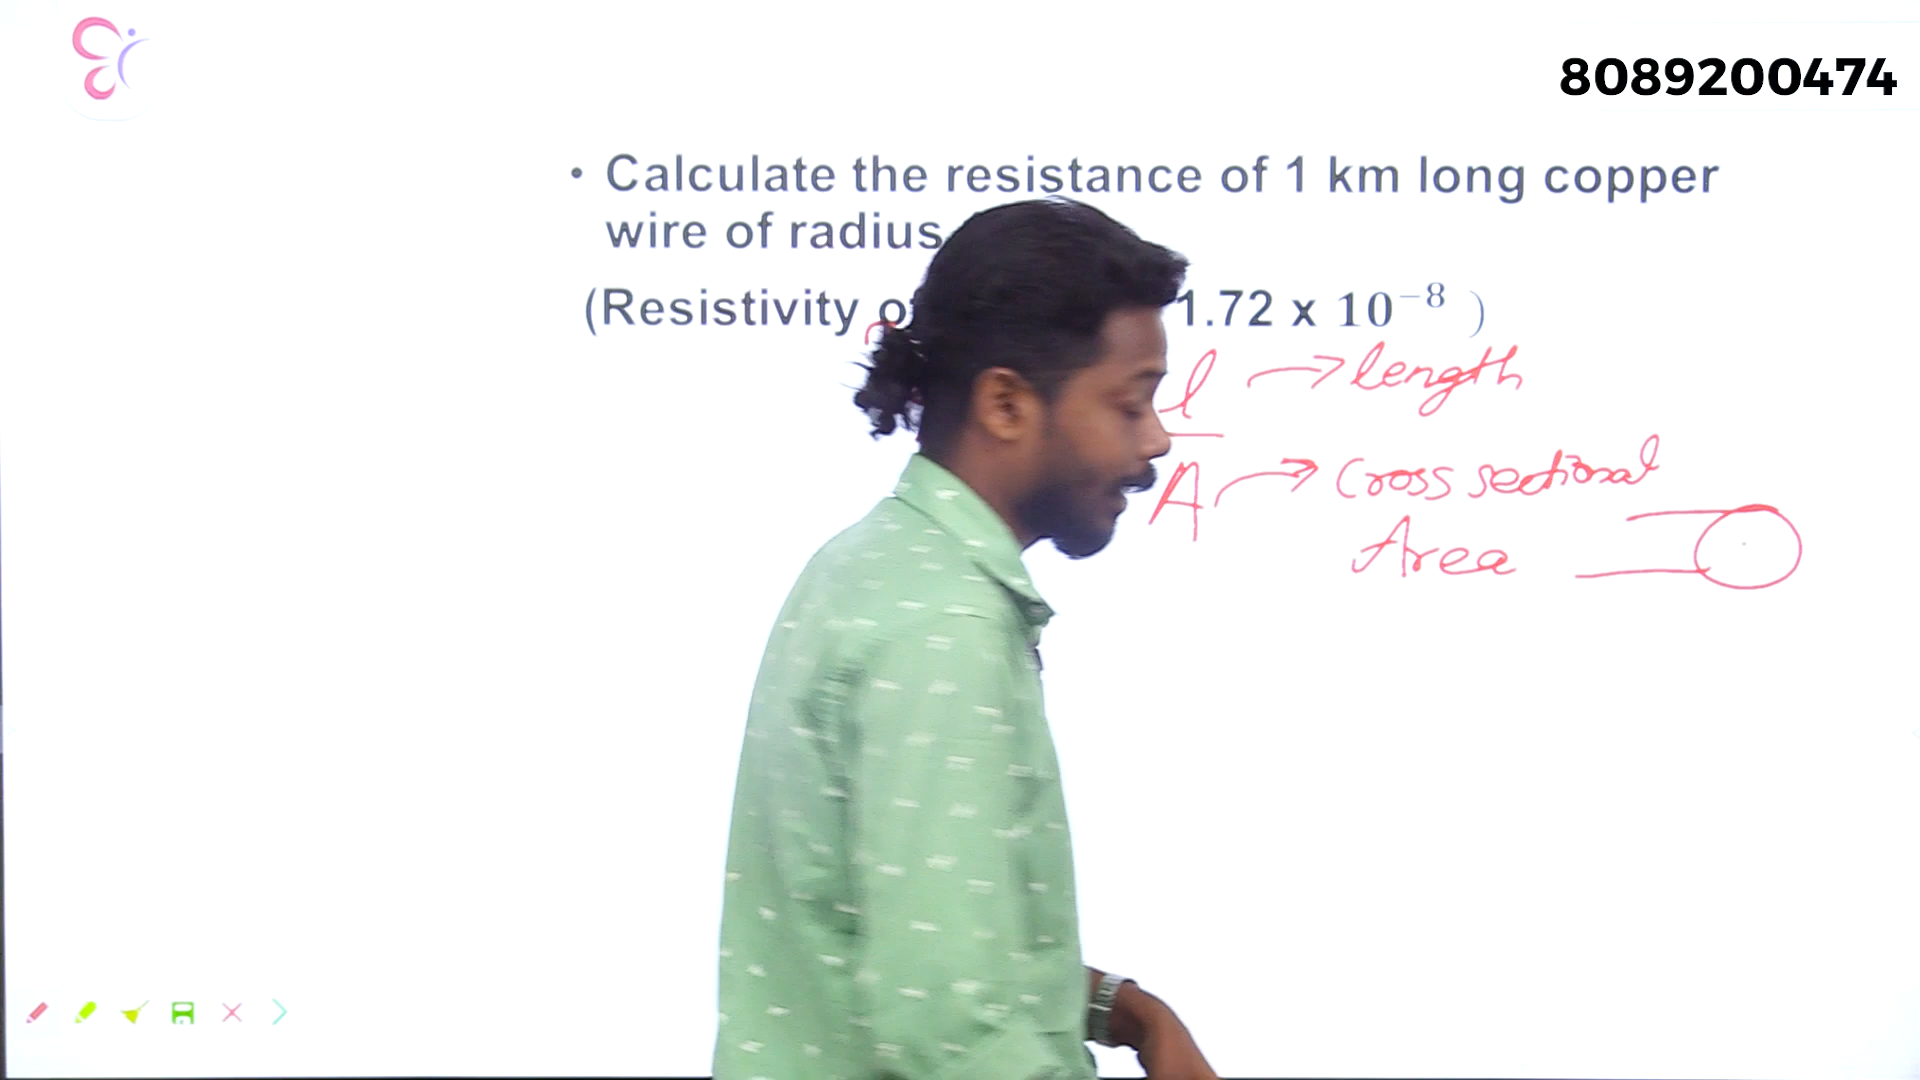 8089200474
• Calculate the resistance of 1 km long copper
wire of radius
(Resistivity 1.72 x 10⁻⁸ )
l → length
A → Cross sectional
Area